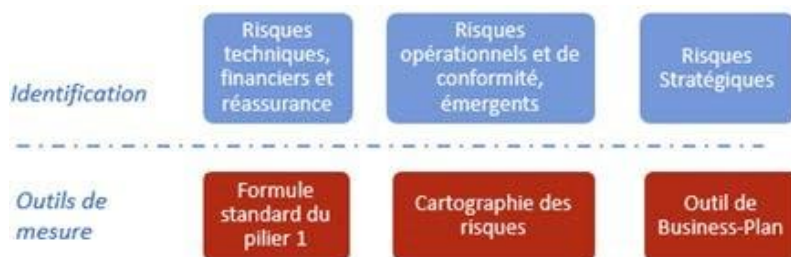 Identification
Risques
techniques,
financiers et
réassurance
Risques
opérationnels et de
conformité,
émergents
Risques
Stratégiques
Outils de
mesure
Formule
standard du
pilier 1
Cartographie des
risques
Outil de
Business-Plan